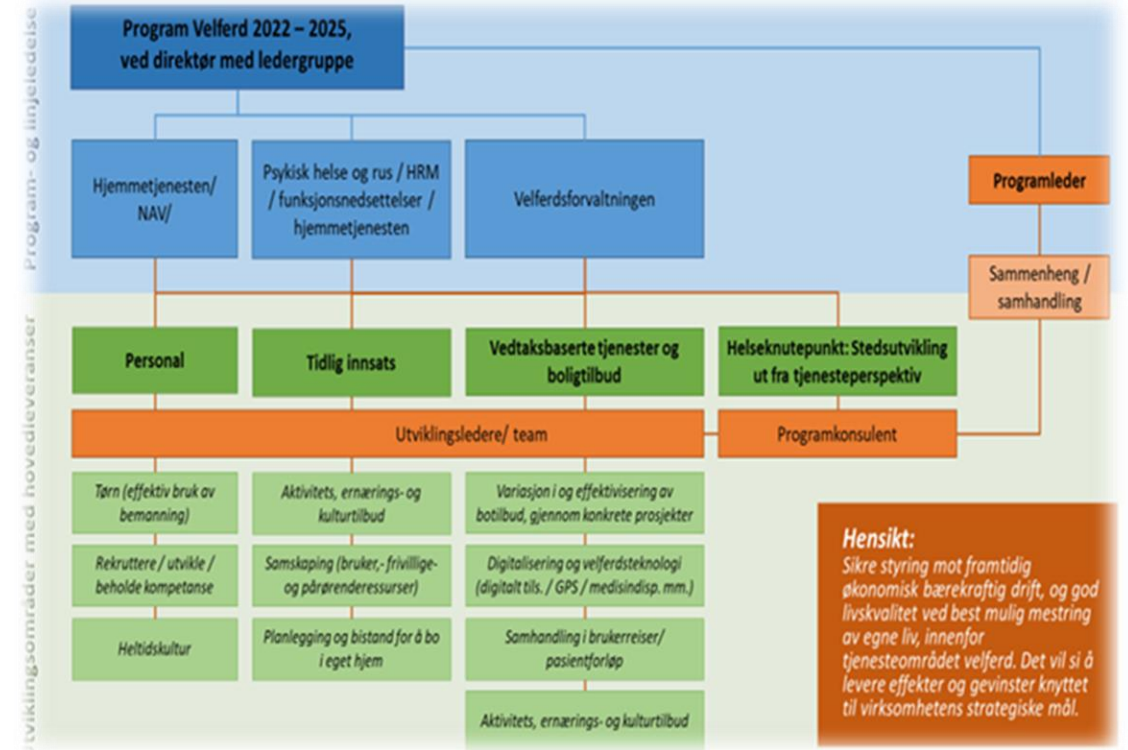 Program Velferd 2022 – 2025,
ved direktør med ledergruppe
Program- og linjeledelse
Hjemmetjenesten/
NAV/
Psykisk helse og rus / HRM
/ funksjonsnedsettelser /
hjemmetjenesten
Velferdsforvaltningen
Programleder
Sammenheng /
samhandling
Utviklingsområder med hovedleveranser
Personal
Tidlig innsats
Vedtaksbaserte tjenester og
boligtilbud
Helseknutepunkt: Stedsutvikling
ut fra tjenesteperspektiv
Utviklingsledere/ team
Programkonsulent
Tørn (effektiv bruk av
bemanning)
Rekruttere / utvikle /
beholde kompetanse
Heltidskultur
Aktivitets, ernærings- og
kulturtilbud
Samskaping (bruker,- frivillige-
og pårørenderessurser)
Planlegging og bistand for å bo
i eget hjem
Variasjon i og effektivisering av
botilbud, gjennom konkrete prosjekter
Digitalisering og velferdsteknologi
(digitalt tils. / GPS / medisindisp. mm.)
Samhandling i brukerreiser/
pasientforløp
Aktivitets, ernærings- og kulturtilbud
Hensikt:
Sikre styring mot framtidig
økonomisk bærekraftig drift, og god
livskvalitet ved best mulig mestring
av egne liv, innenfor
tjenesteområdet velferd. Det vil si å
levere effekter og gevinster knyttet
til virksomhetens strategiske mål.